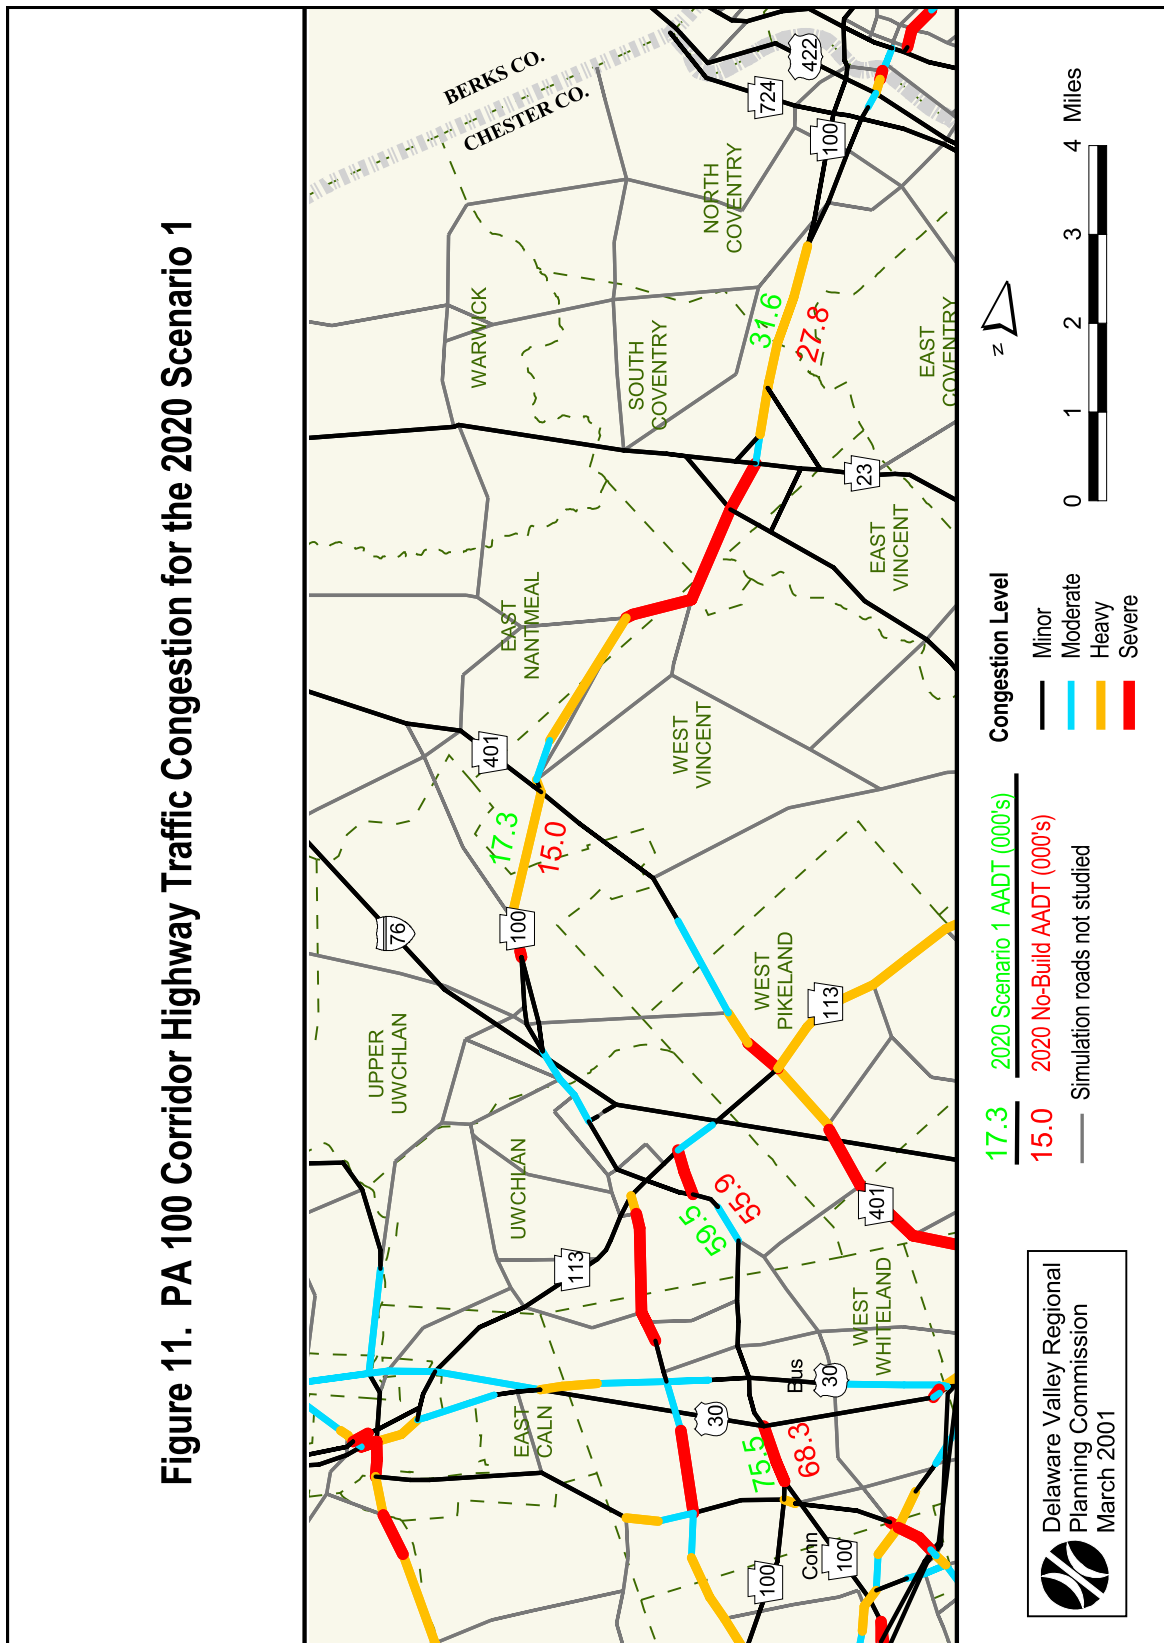 Figure 11. PA 100 Corridor Highway Traffic Congestion for the 2020 Scenario 1
BERKS CO.
CHESTER CO.
422
724
100
NORTH
COVENTRY
WARWICK
SOUTH
COVENTRY
31.6
27.8
EAST
COVENTRY
23
EAST
VINCENT
EAST
NANTMEAL
401
WEST
VINCENT
17.3
15.0
100
76
WEST
PIKELAND
113
UPPER
UWCHLAN
UWCHLAN
59.5
55.9
401
113
WEST
WHITELAND
Bus
30
30
EAST
CALN
75.5
68.3
Conn
100
100
N
0 1 2 3 4 Miles
Congestion Level
Minor
Moderate
Heavy
Severe
17.3 2020 Scenario 1 AADT (000's)
15.0 2020 No-Build AADT (000's)
Simulation roads not studied
Delaware Valley Regional
Planning Commission
March 2001